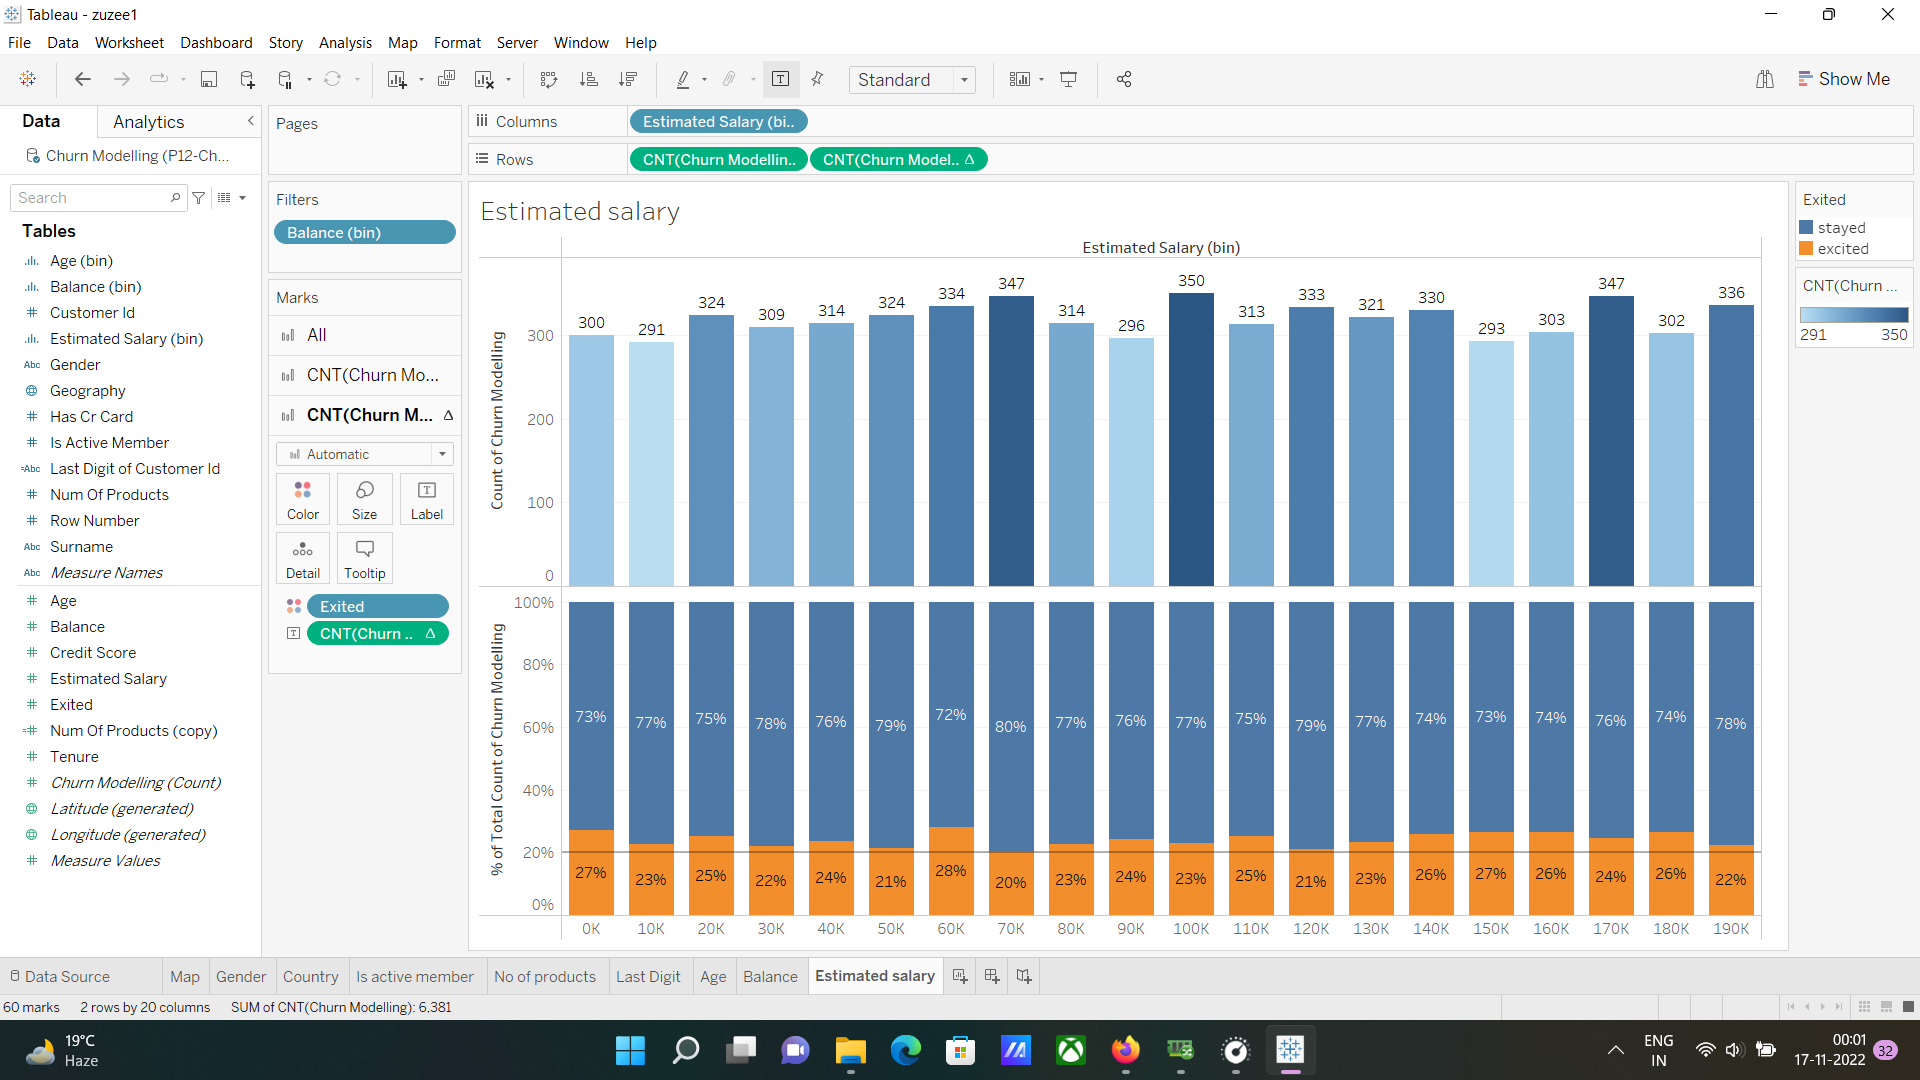 Tableau - zuzee1
File Data Worksheet Dashboard Story Analysis Map Format Server Window Help
Standard
Show Me
Data Analytics
Churn Modelling (P12-Ch...
Search
Tables
Age (bin)
Balance (bin)
Customer Id
Estimated Salary (bin)
Abc Gender
Geography
Has Cr Card
Is Active Member
=Abc Last Digit of Customer Id
Num Of Products
Row Number
Abc Surname
Abc Measure Names
Age
Balance
Credit Score
Estimated Salary
Exited
Num Of Products (copy)
Tenure
Churn Modelling (Count)
Latitude (generated)
Longitude (generated)
Measure Values
Pages
Filters
Balance (bin)
Marks
All
CNT(Churn Mo...
CNT(Churn M... Δ
Automatic
Color Size Label
Detail Tooltip
Exited
CNT(Churn .. Δ
Columns Estimated Salary (bi..
Rows CNT(Churn Modellin.. CNT(Churn Model.. Δ
Estimated salary
Estimated Salary (bin)
Count of Churn Modelling
300
200
100
0
300 291 324 309 314 324 334 347 314 296 350 313 333 321 330 293 303 347 302 336
% of Total Count of Churn Modelling
100%
80%
60%
40%
20%
0%
73% 77% 75% 78% 76% 79% 72% 80% 77% 76% 77% 75% 79% 77% 74% 73% 74% 76% 74% 78%
27% 23% 25% 22% 24% 21% 28% 20% 23% 24% 23% 25% 21% 23% 26% 27% 26% 24% 26% 22%
0K 10K 20K 30K 40K 50K 60K 70K 80K 90K 100K 110K 120K 130K 140K 150K 160K 170K 180K 190K
Exited
stayed
excited
CNT(Churn ...
291 350
Data Source Map Gender Country Is active member No of products Last Digit Age Balance Estimated salary
60 marks 2 rows by 20 columns SUM of CNT(Churn Modelling): 6,381
19°C
Haze
ENG
IN
00:01
17-11-2022
32